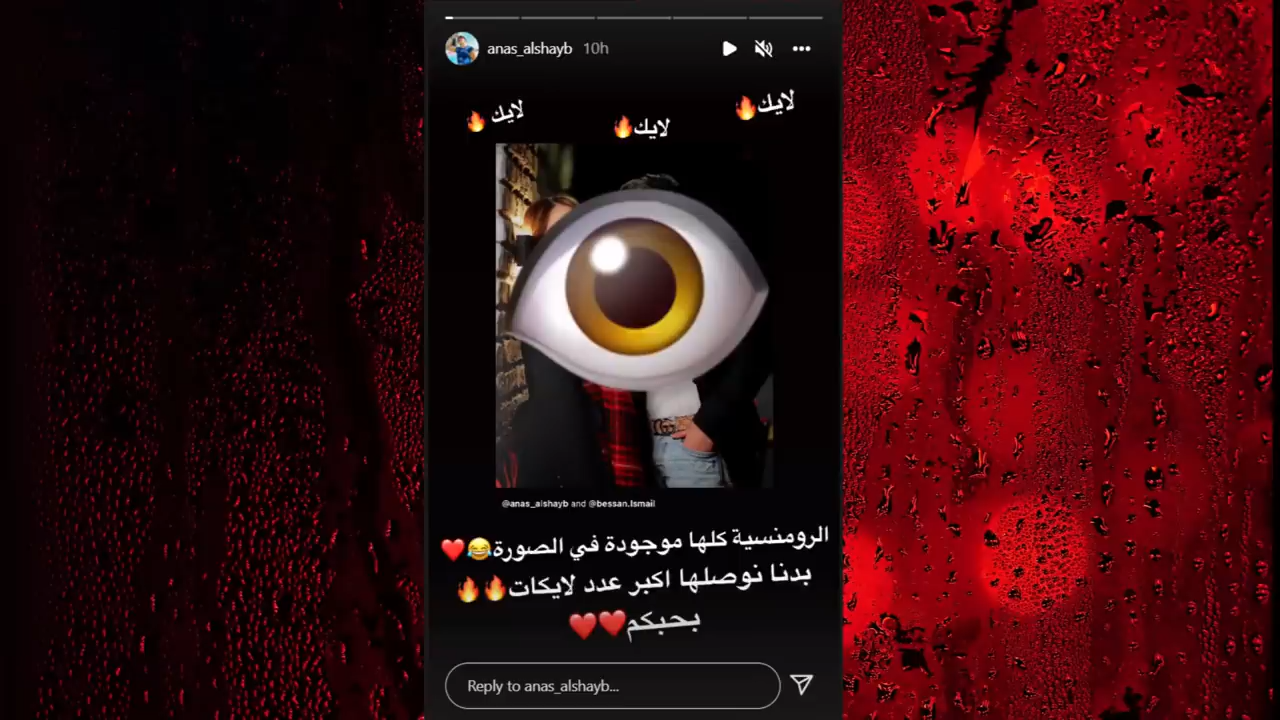 anas_alshayb 10h
لايك🔥
لايك🔥
لايك🔥
@anas_alshayb and @bessan.ismail
الرومنسية كلها موجودة في الصورة😂❤️
بدنا نوصلها اكبر عدد لايكات🔥🔥
بحبكم❤️❤️
Reply to anas_alshayb...